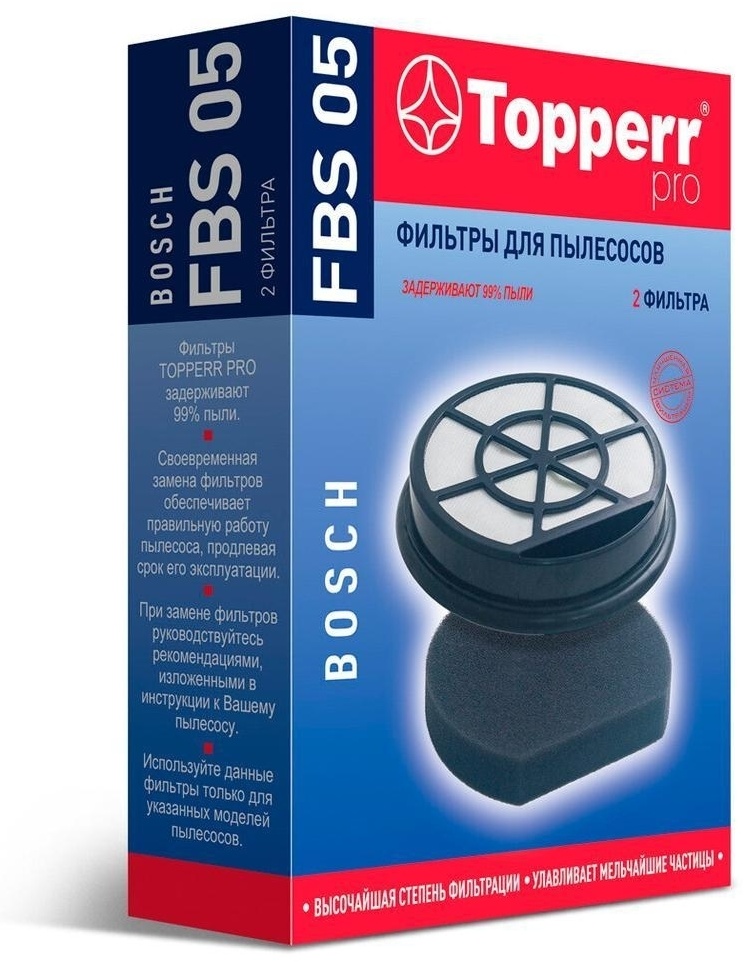 BOSCH
FBS 05
2 ФИЛЬТРА
Фильтры
TOPPERR PRO
задерживают
99% пыли.
Своевременная
замена фильтров
обеспечивает
правильную работу
пылесоса, продлевая
срок его эксплуатации.
При замене фильтров
руководствуйтесь
рекомендациями,
изложенными в
инструкции к Вашему
пылесосу.
Используйте данные
фильтры только для
указанных моделей
пылесосов.
FBS 05
BOSCH
Topperr®
pro
ФИЛЬТРЫ ДЛЯ ПЫЛЕСОСОВ
ЗАДЕРЖИВАЮТ 99% ПЫЛИ
2 ФИЛЬТРА
СИСТЕМА
• ВЫСОЧАЙШАЯ СТЕПЕНЬ ФИЛЬТРАЦИИ • УЛАВЛИВАЕТ МЕЛЬЧАЙШИЕ ЧАСТИЦЫ •